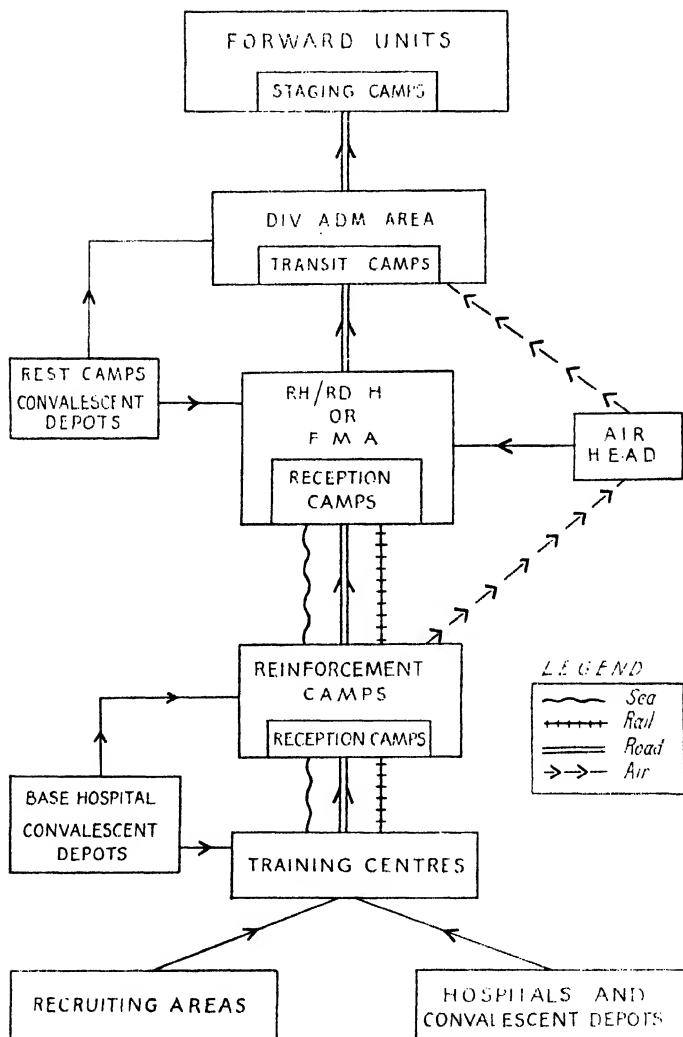 FORWARD UNITS
STAGING CAMPS
DIV ADM AREA
TRANSIT CAMPS
REST CAMPS
CONVALESCENT
DEPOTS
RH/RD H
OR
F M A
RECEPTION
CAMPS
AIR
HEAD
REINFORCEMENT
CAMPS
RECEPTION CAMPS
LEGEND
Sea
Rail
Road
Air
BASE HOSPITAL
CONVALESCENT
DEPOTS
TRAINING CENTRES
RECRUITING AREAS
HOSPITALS AND
CONVALESCENT DEPOTS